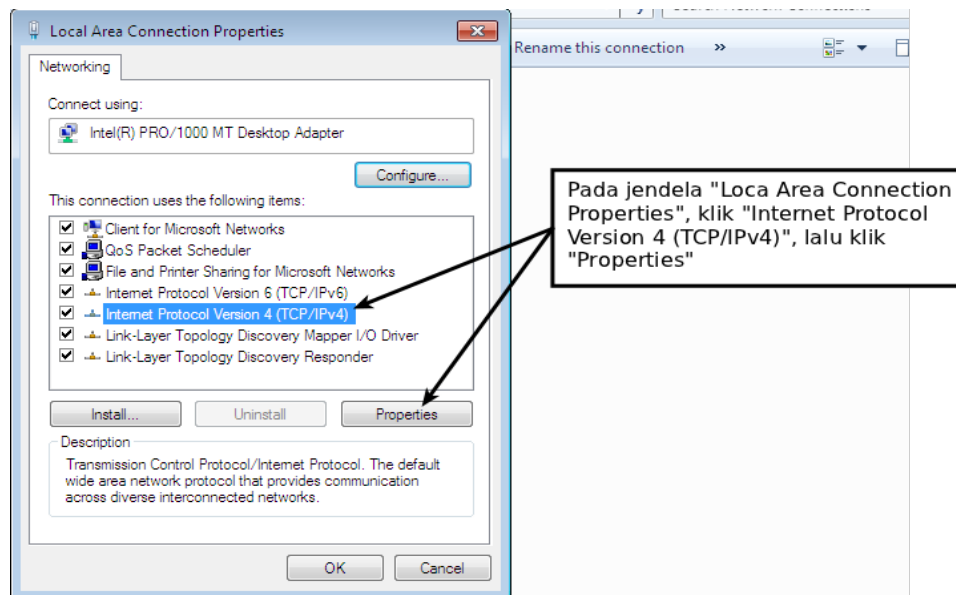 Local Area Connection Properties
Networking
Connect using:
Intel(R) PRO/1000 MT Desktop Adapter
Configure...
This connection uses the following items:
Client for Microsoft Networks
QoS Packet Scheduler
File and Printer Sharing for Microsoft Networks
Internet Protocol Version 6 (TCP/IPv6)
Internet Protocol Version 4 (TCP/IPv4)
Link-Layer Topology Discovery Mapper I/O Driver
Link-Layer Topology Discovery Responder
Install...
Uninstall
Properties
Description
Transmission Control Protocol/Internet Protocol. The default
wide area network protocol that provides communication
across diverse interconnected networks.
OK
Cancel
Rename this connection »
Pada jendela "Loca Area Connection
Properties", klik "Internet Protocol
Version 4 (TCP/IPv4)", lalu klik
"Properties"